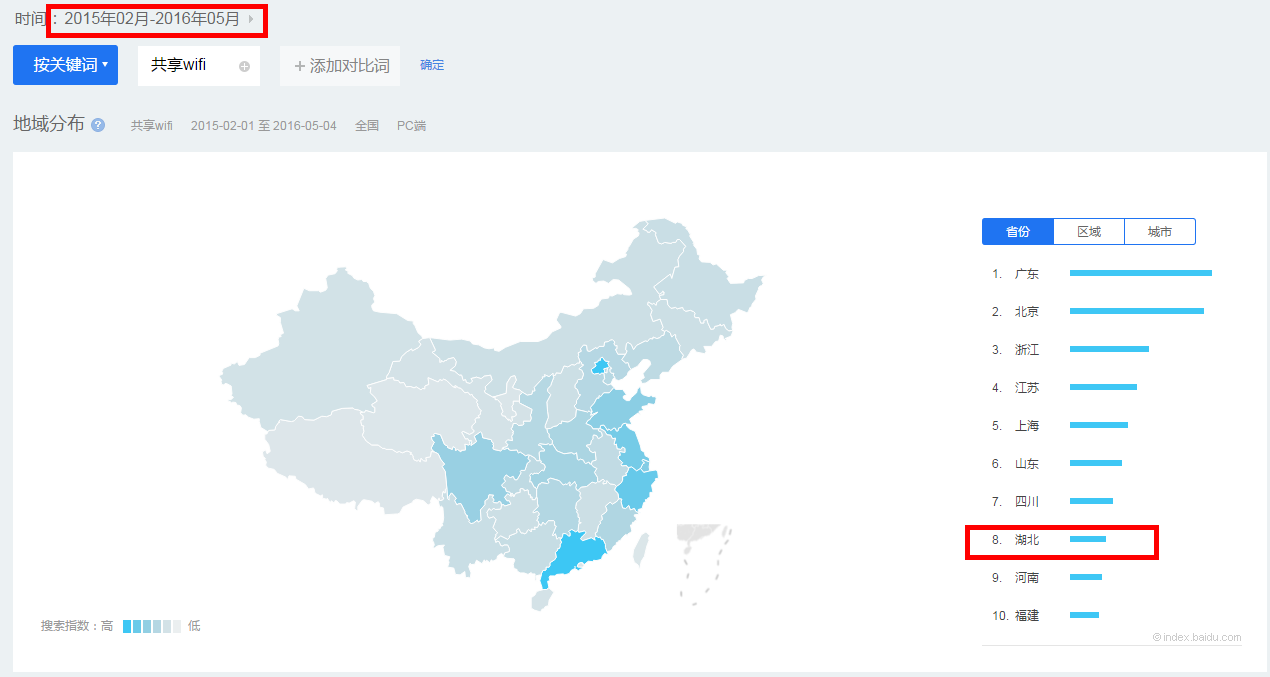 时间：2015年02月-2016年05月
按关键词 共享wifi + 添加对比词 确定
地域分布 ? 共享wifi 2015-02-01 至 2016-05-04 全国 PC端
省份 区域 城市
1. 广东
2. 北京
3. 浙江
4. 江苏
5. 上海
6. 山东
7. 四川
8. 湖北
9. 河南
10. 福建
搜索指数：高 低
© index.baidu.com